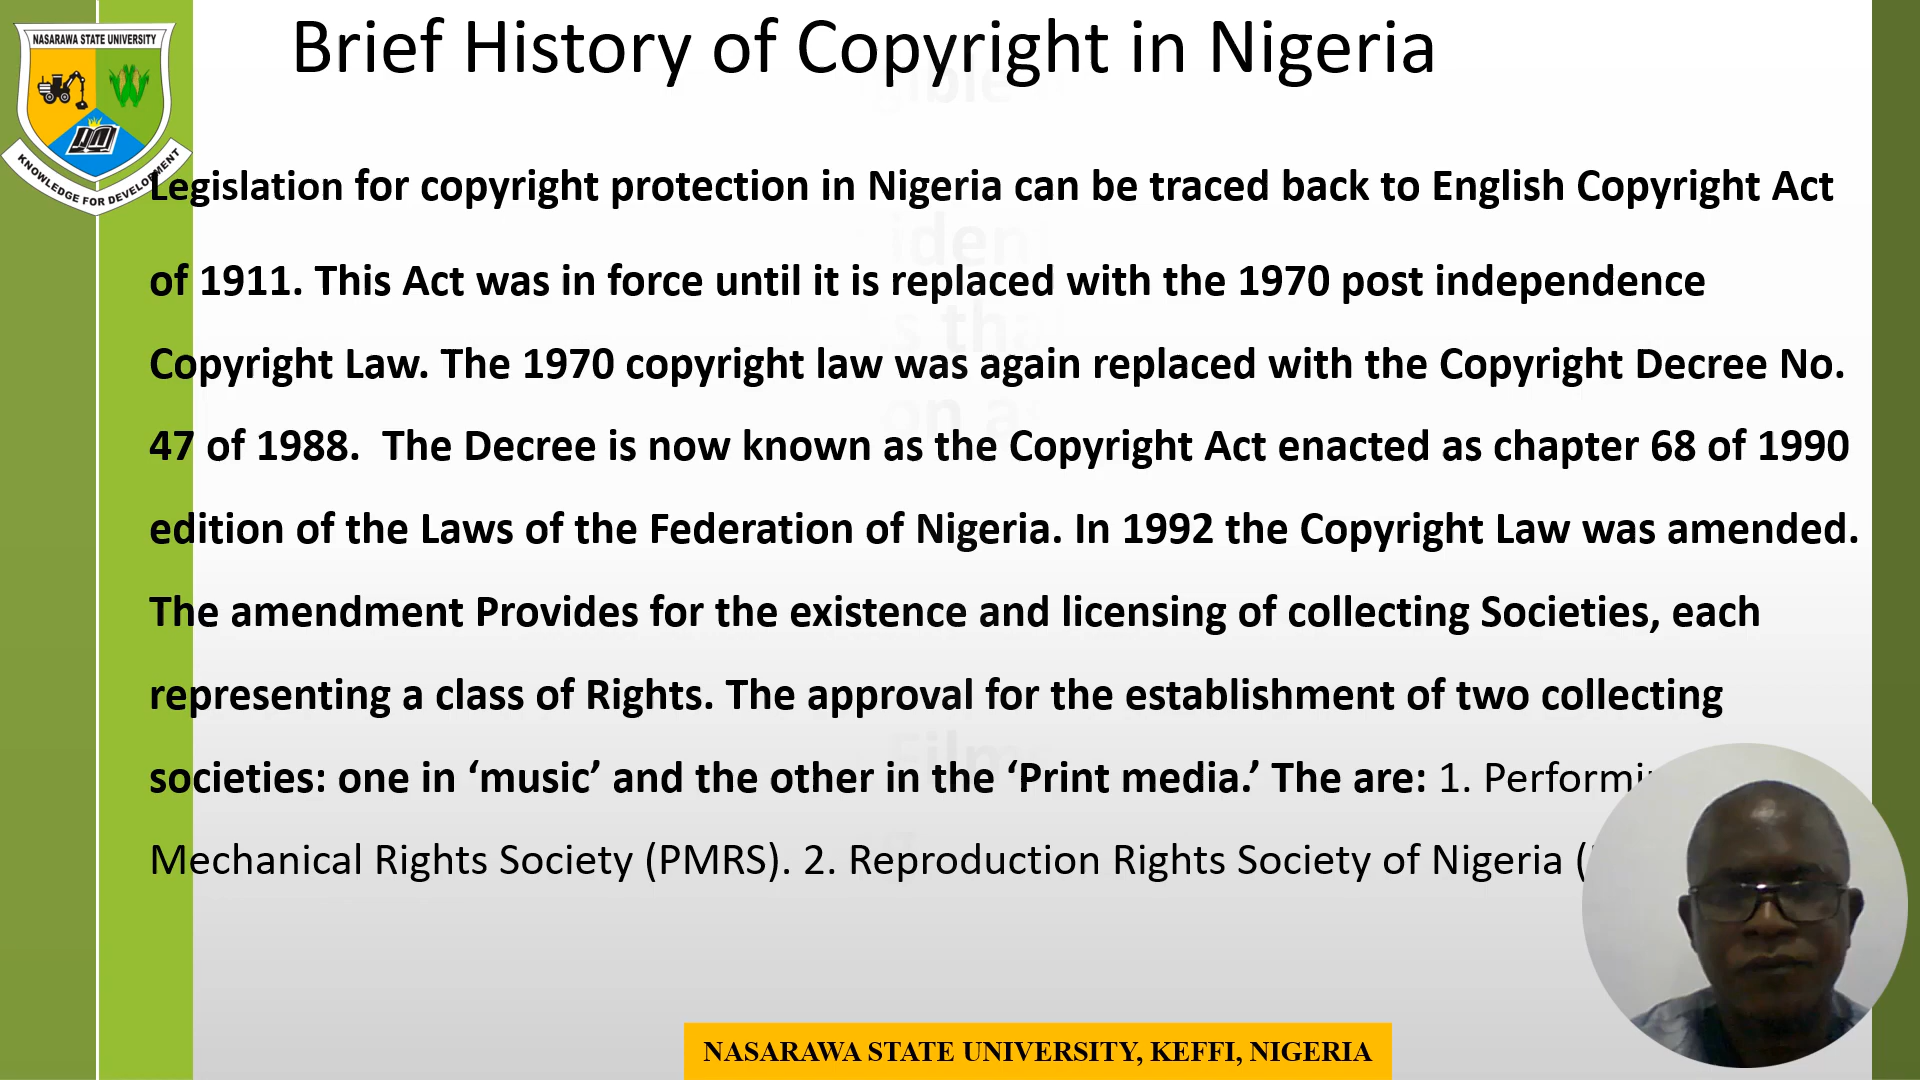 NASARAWA STATE UNIVERSITY
KNOWLEDGE FOR DEVELOPMENT
Brief History of Copyright in Nigeria
Legislation for copyright protection in Nigeria can be traced back to English Copyright Act
of 1911. This Act was in force until it is replaced with the 1970 post independence
Copyright Law. The 1970 copyright law was again replaced with the Copyright Decree No.
47 of 1988.  The Decree is now known as the Copyright Act enacted as chapter 68 of 1990
edition of the Laws of the Federation of Nigeria. In 1992 the Copyright Law was amended.
The amendment Provides for the existence and licensing of collecting Societies, each
representing a class of Rights. The approval for the establishment of two collecting
societies: one in ‘music’ and the other in the ‘Print media.’ The are: 1.
Mechanical Rights Society (PMRS). 2. Reproduction Rights Society of Nigeria (
NASARAWA STATE UNIVERSITY, KEFFI, NIGERIA